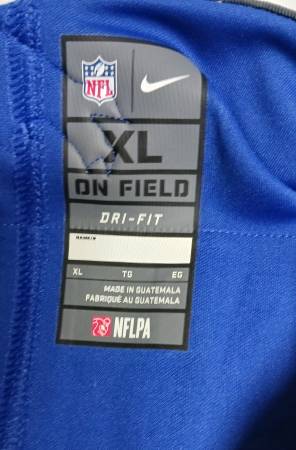 NFL
XL
ON FIELD
DRI-FIT
XL TG EG
MADE IN GUATEMALA
FABRIQUÉ AU GUATEMALA
NFLPA